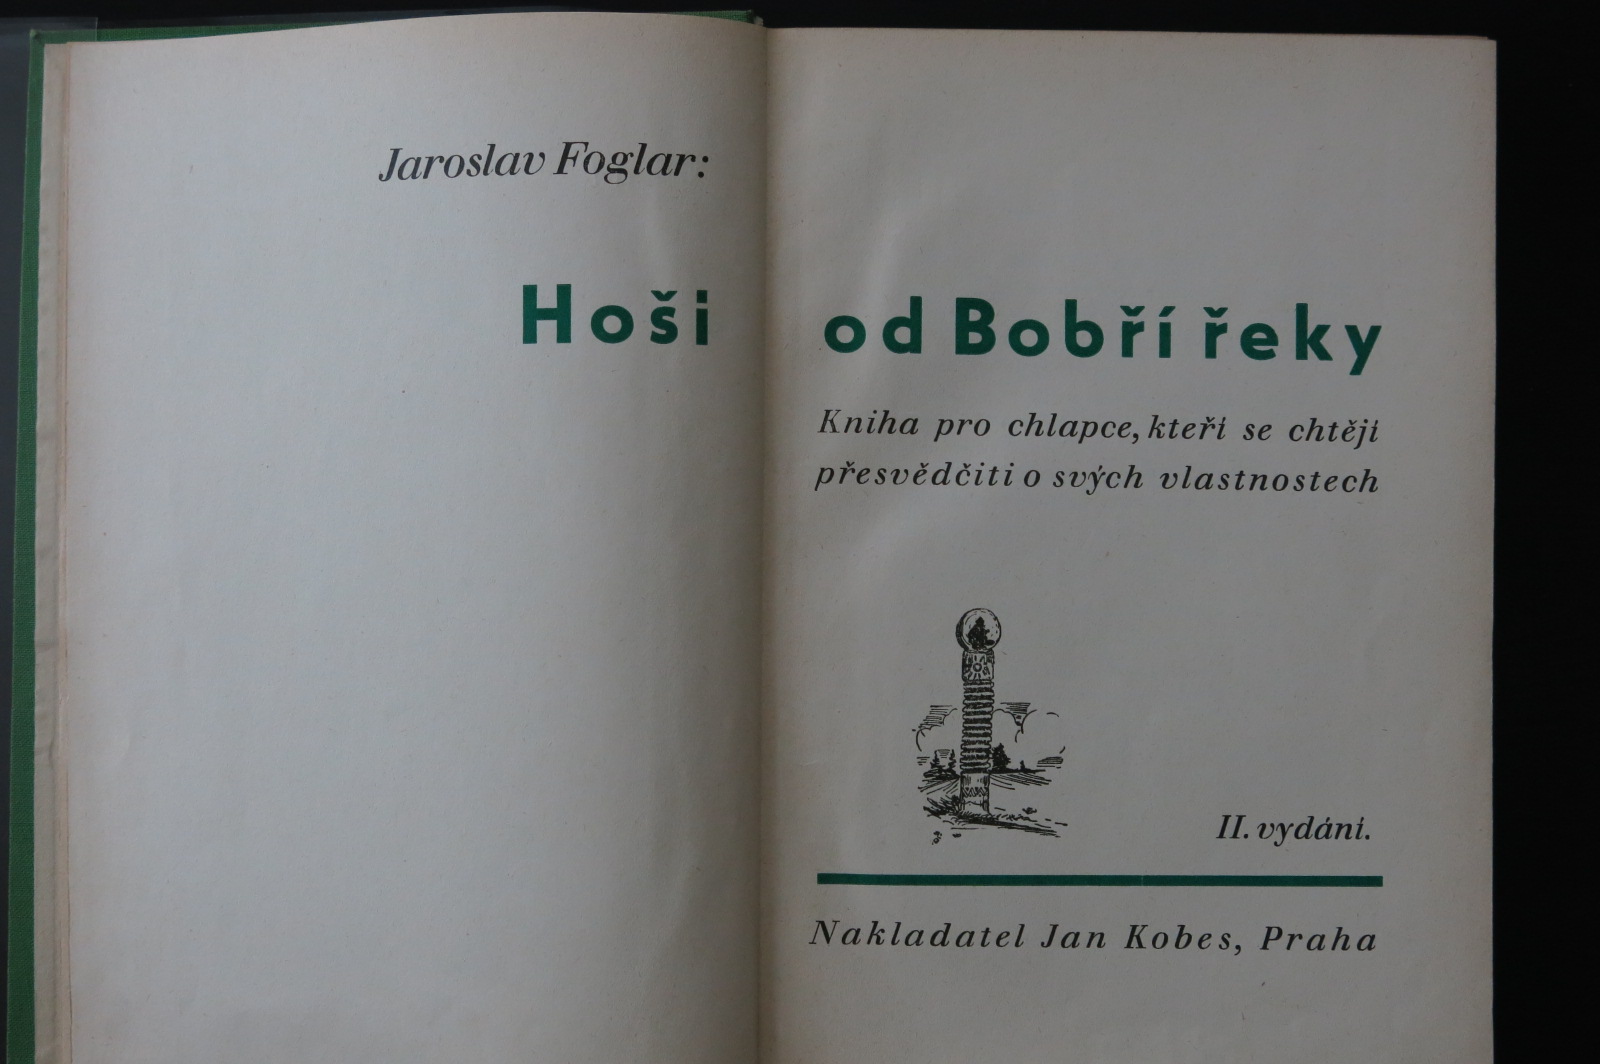 Jaroslav Foglar:
Hoši od Bobří řeky
Kniha pro chlapce, kteří se chtějí
přesvědčiti o svých vlastnostech
II. vydání.
Nakladatel Jan Kobes, Praha